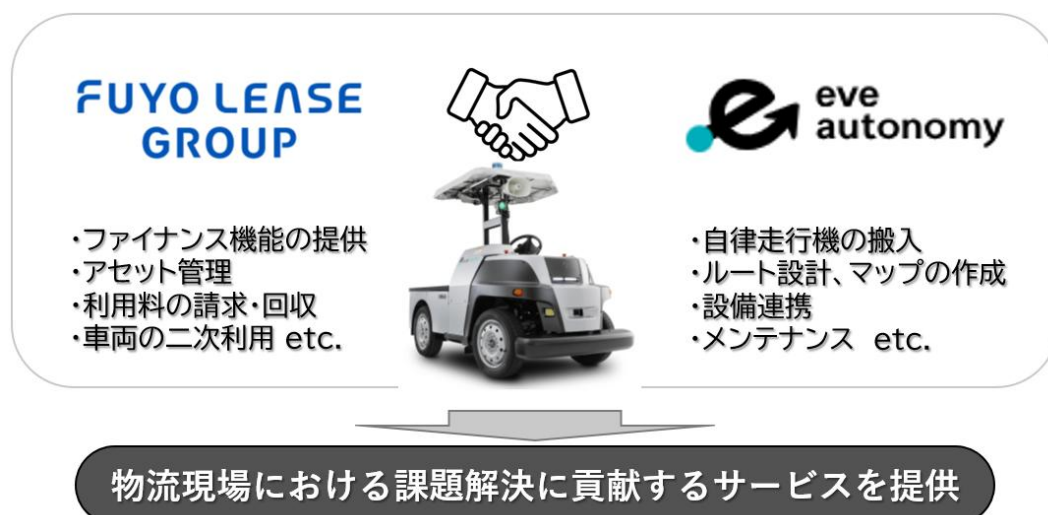 FUYO LEASE
GROUP
・ファイナンス機能の提供
・アセット管理
・利用料の請求・回収
・車両の二次利用 etc.
eve
autonomy
・自律走行機の搬入
・ルート設計、マップの作成
・設備連携
・メンテナンス etc.
物流現場における課題解決に貢献するサービスを提供